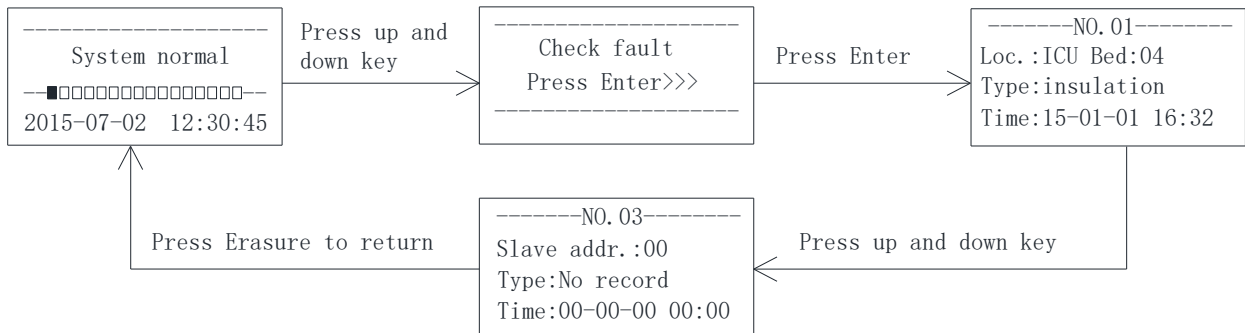 --------------------
System normal
--■□□□□□□□□□□□□□□□--
2015-07-02 12:30:45
Press up and
down key
--------------------
Check fault
Press Enter>>>
--------------------
Press Enter
-------NO.01--------
Loc.:ICU Bed:04
Type:insulation
Time:15-01-01 16:32
Press up and down key
-------NO.03--------
Slave addr.:00
Type:No record
Time:00-00-00 00:00
Press Erasure to return